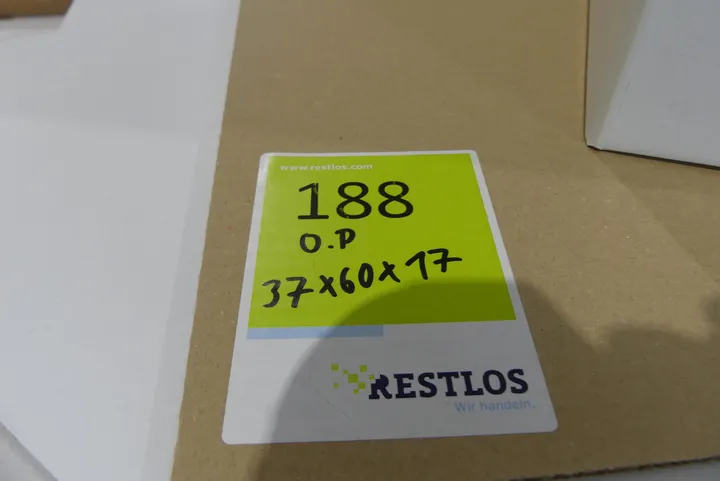 www.restlos.com
188
O.P
37x60x17
RESTLOS
Wir handeln.